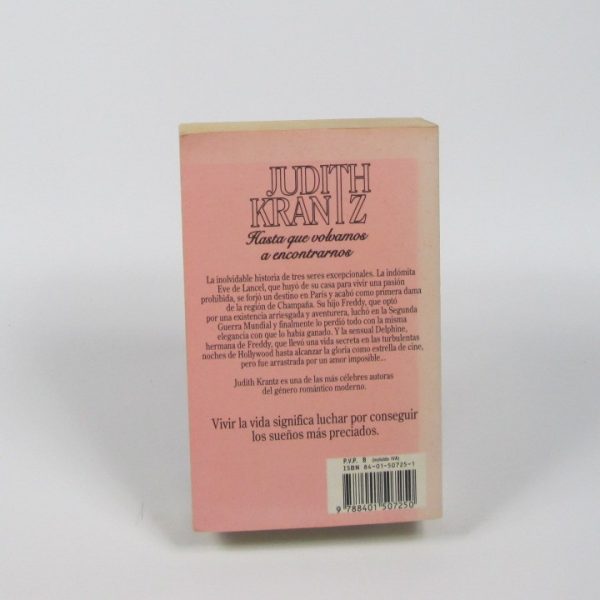 JUDITH
KRANTZ
Hasta que volvamos
a encontrarnos
La inolvidable historia de tres seres excepcionales. La indómita
Eve de Lancel, que huyó de su casa para vivir una pasión
prohibida, se forjó un destino en París y acabó como primera dama
de la región de Champaña. Su hijo Freddy, que optó
por una existencia arriesgada y aventurera, luchó en la Segunda
Guerra Mundial y finalmente lo perdió todo con la misma
elegancia con que lo había ganado. Y la sensual Delphine,
hermana de Freddy, que llevó una vida secreta en las turbulentas
noches de Hollywood hasta alcanzar la gloria como estrella de cine,
pero fue arrastrada por un amor imposible...
Judith Krantz es una de las más célebres autoras
del género romántico moderno.
Vivir la vida significa luchar por conseguir
los sueños más preciados.
P.V.P. 8 (incluido IVA)
ISBN 84-01-50725-1
9 788401 507250